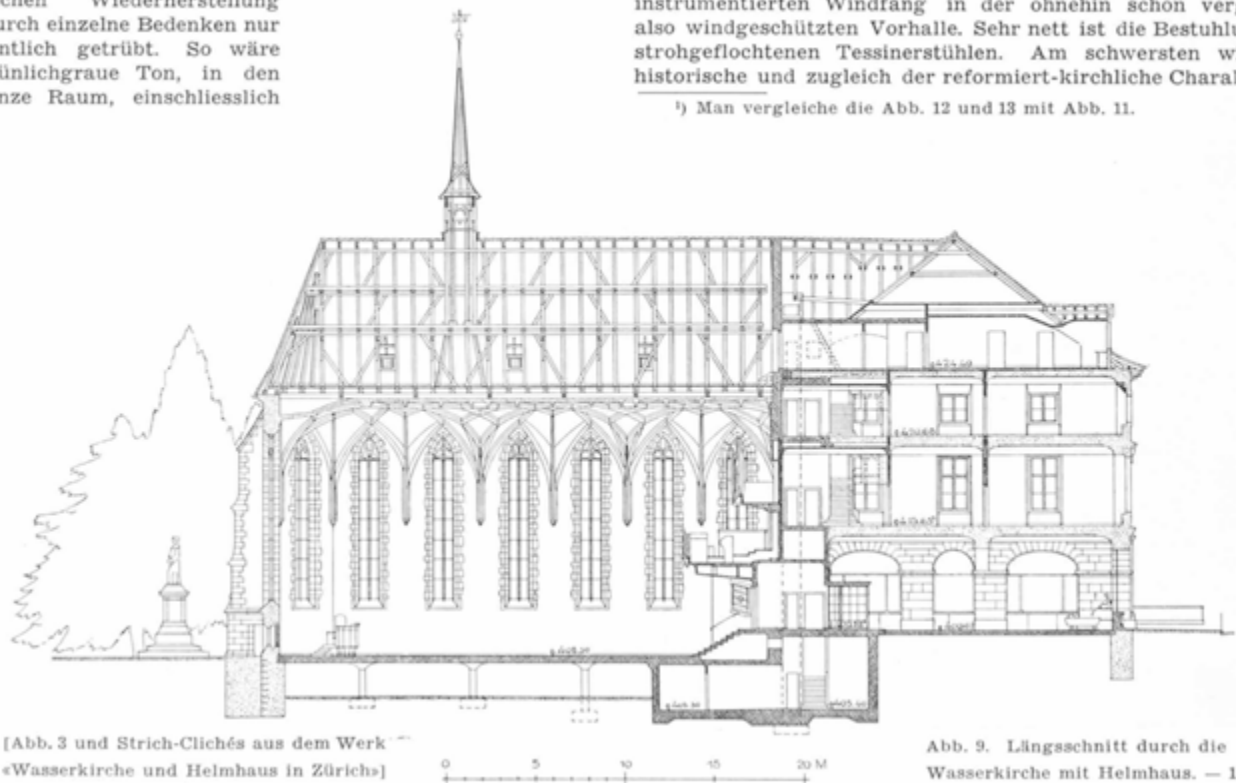 chen Wiederherstellung
urch einzelne Bedenken nur
ntlich getrübt. So wäre
ünlichgraue Ton, in den
nze Raum, einschliesslich
instrumentierten Windfang in der ohnehin schon verg
also windgeschützten Vorhalle. Sehr nett ist die Bestuhlu
strohgeflochtenen Tessinerstühlen. Am schwersten w
historische und zugleich der reformiert-kirchliche Chara
¹) Man vergleiche die Abb. 12 und 13 mit Abb. 11.
[Abb. 3 und Strich-Clichés aus dem Werk
«Wasserkirche und Helmhaus in Zürich»]
0 5 10 15 20 M
Abb. 9. Längsschnitt durch die
Wasserkirche mit Helmhaus. — 1